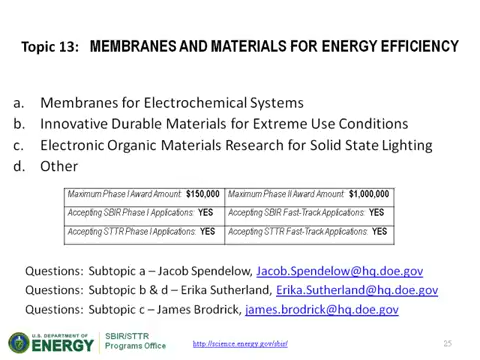 Topic 13: MEMBRANES AND MATERIALS FOR ENERGY EFFICIENCY
a. Membranes for Electrochemical Systems
b. Innovative Durable Materials for Extreme Use Conditions
c. Electronic Organic Materials Research for Solid State Lighting
d. Other
Maximum Phase I Award Amount: $150,000 Maximum Phase II Award Amount: $1,000,000
Accepting SBIR Phase I Applications: YES Accepting SBIR Fast-Track Applications: YES
Accepting STTR Phase I Applications: YES Accepting STTR Fast-Track Applications: YES
Questions: Subtopic a – Jacob Spendelow, Jacob.Spendelow@hq.doe.gov
Questions: Subtopic b & d – Erika Sutherland, Erika.Sutherland@hq.doe.gov
Questions: Subtopic c – James Brodrick, james.brodrick@hq.doe.gov
U.S. DEPARTMENT OF
ENERGY
SBIR/STTR
Programs Office
http://science.energy.gov/sbir/
25